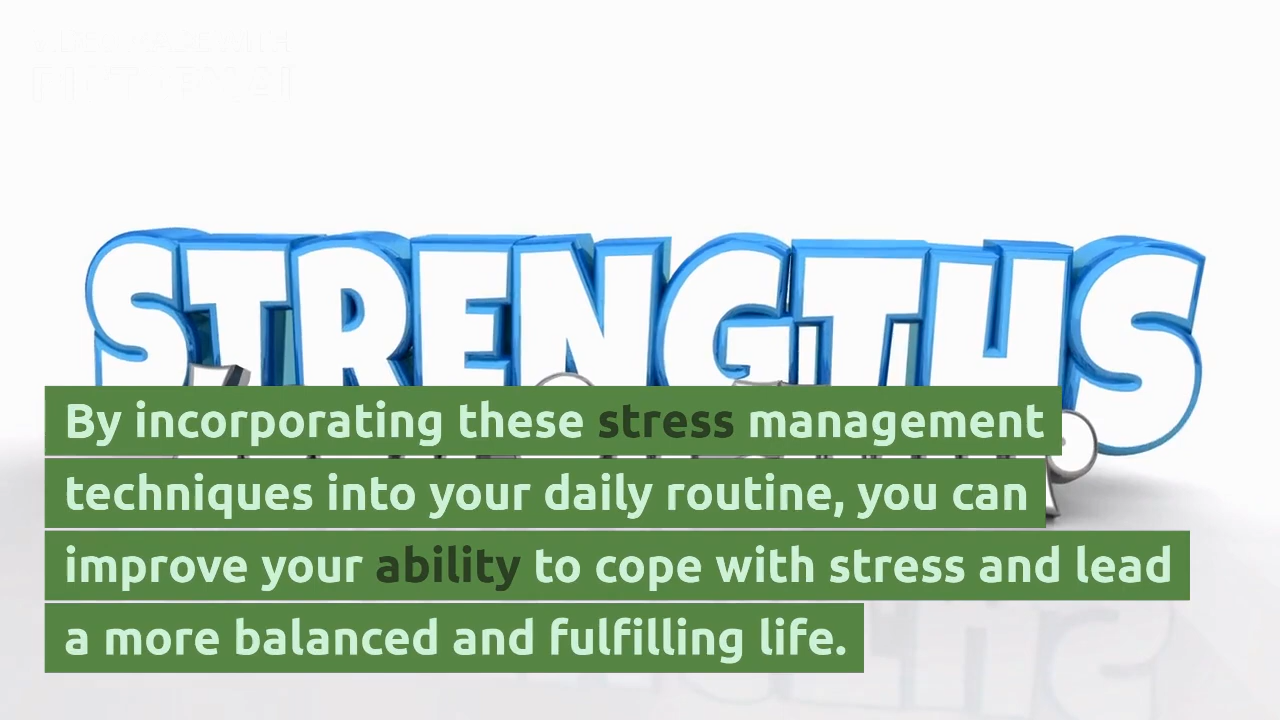 STRENGTHS
By incorporating these stress management
techniques into your daily routine, you can
improve your ability to cope with stress and lead
a more balanced and fulfilling life.